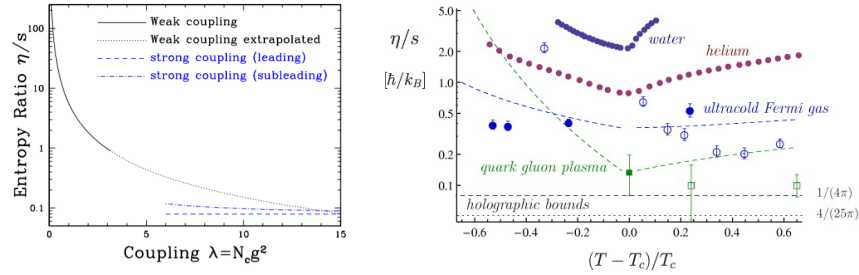 Weak coupling
Weak coupling extrapolated
strong coupling (leading)
strong coupling (subleading)
Entropy Ratio η/s
100
10
1
0.1
0 5 10 15
Coupling λ=N_cg²
η/s
[ℏ/k_B]
5.0
2.0
1.0
0.5
0.2
0.1
water
helium
ultracold Fermi gas
quark gluon plasma
holographic bounds
1/(4π)
4/(25π)
-0.6 -0.4 -0.2 0.0 0.2 0.4 0.6
(T − T_c)/T_c